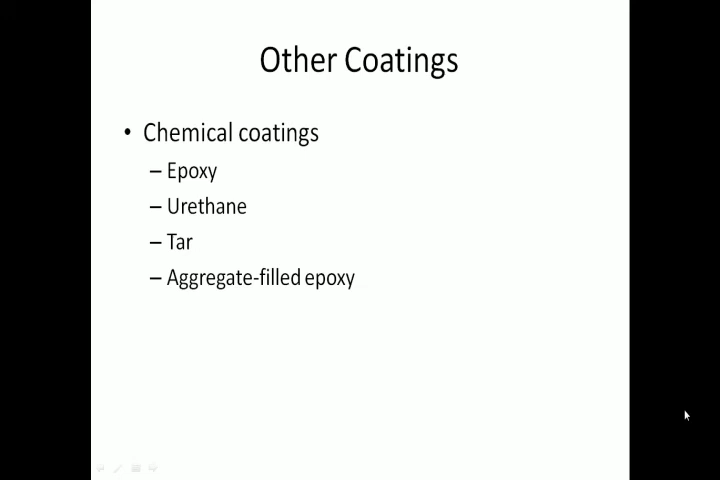 Other Coatings
• Chemical coatings
– Epoxy
– Urethane
– Tar
– Aggregate-filled epoxy